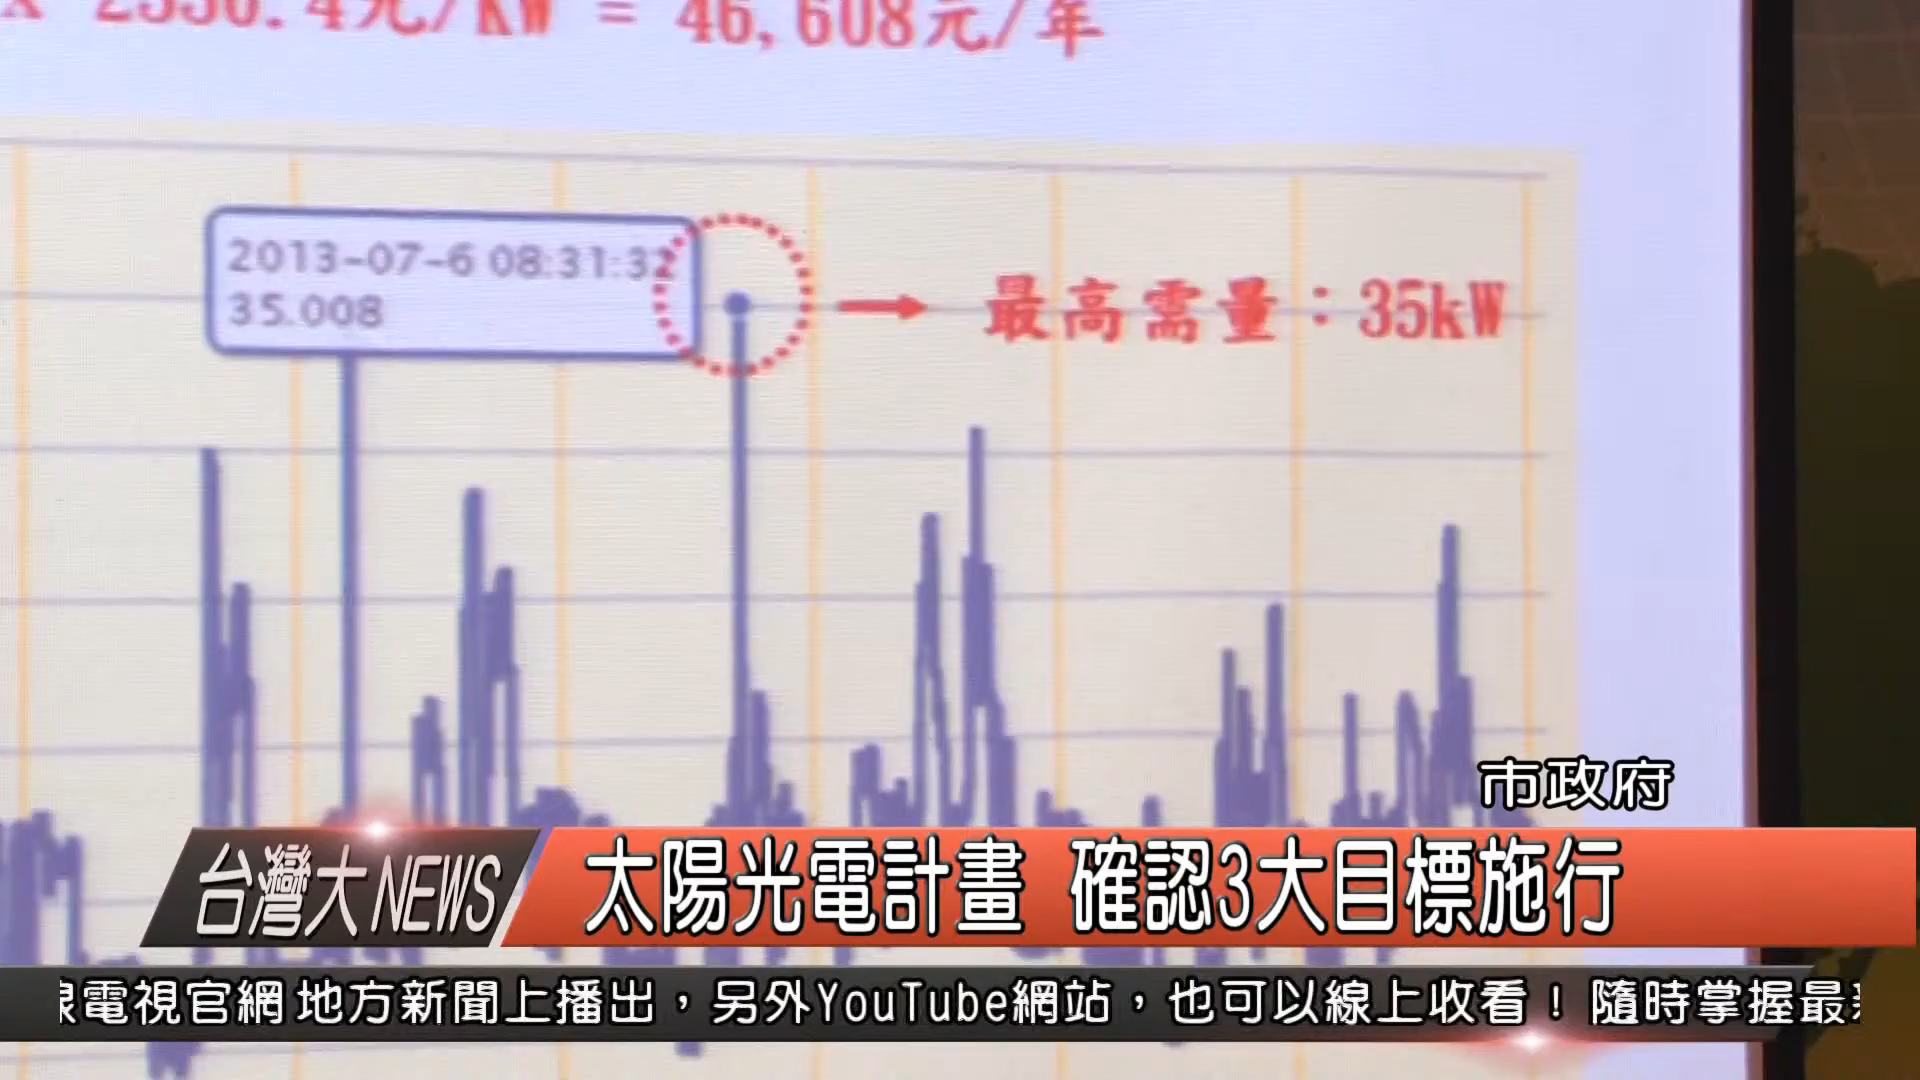 元/kW = 46,608元/年
2013-07-6 08:31:32
35.008
最高需量：35kW
市政府
台灣大NEWS
太陽光電計畫 確認3大目標施行
電視官網 地方新聞上播出，另外YouTube網站，也可以線上收看！ 隨時掌握最